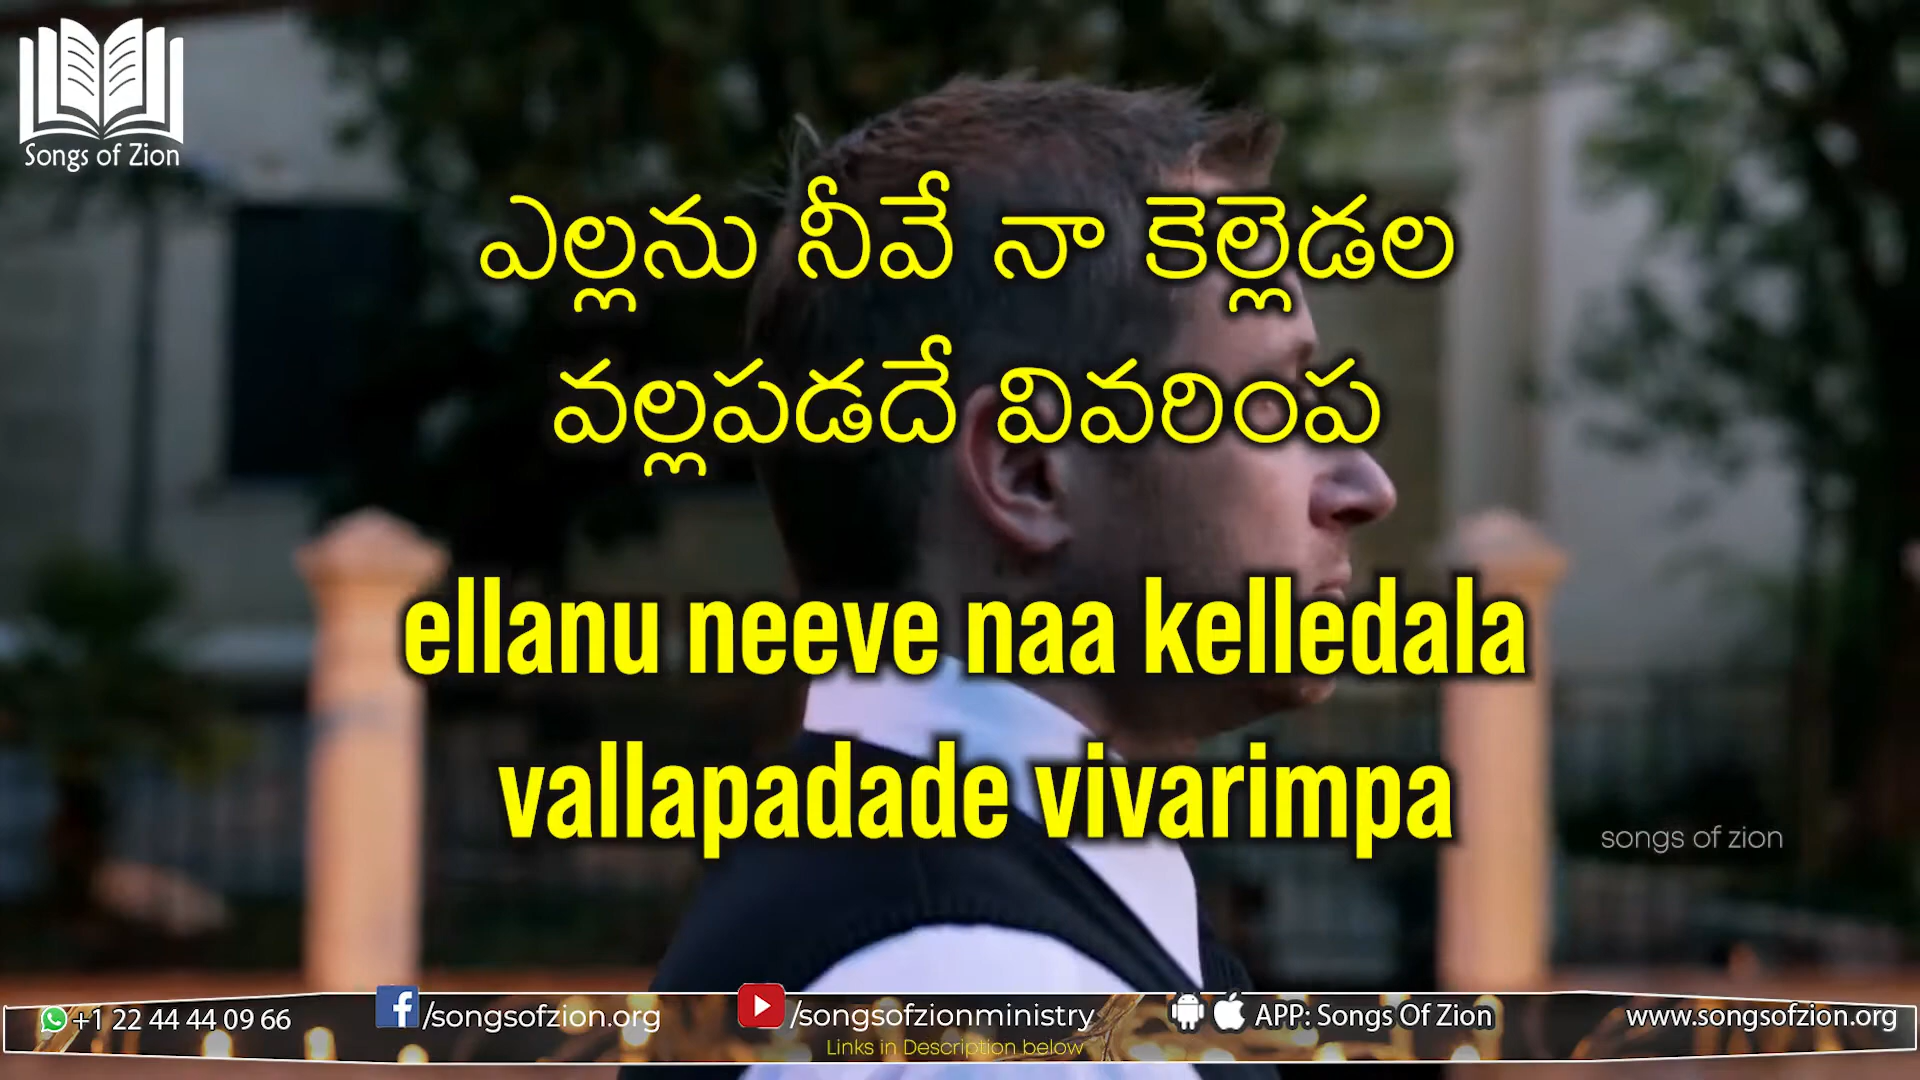 Songs of Zion
ఎల్లను నీవే నా కెల్లెడల
వల్లపడదే వివరింప
ellanu neeve naa kelledala
vallapadade vivarimpa
songs of zion
+1 22 44 44 09 66
/songsofzion.org
/songsofzionministry
APP: Songs Of Zion
www.songsofzion.org
Links in Description below